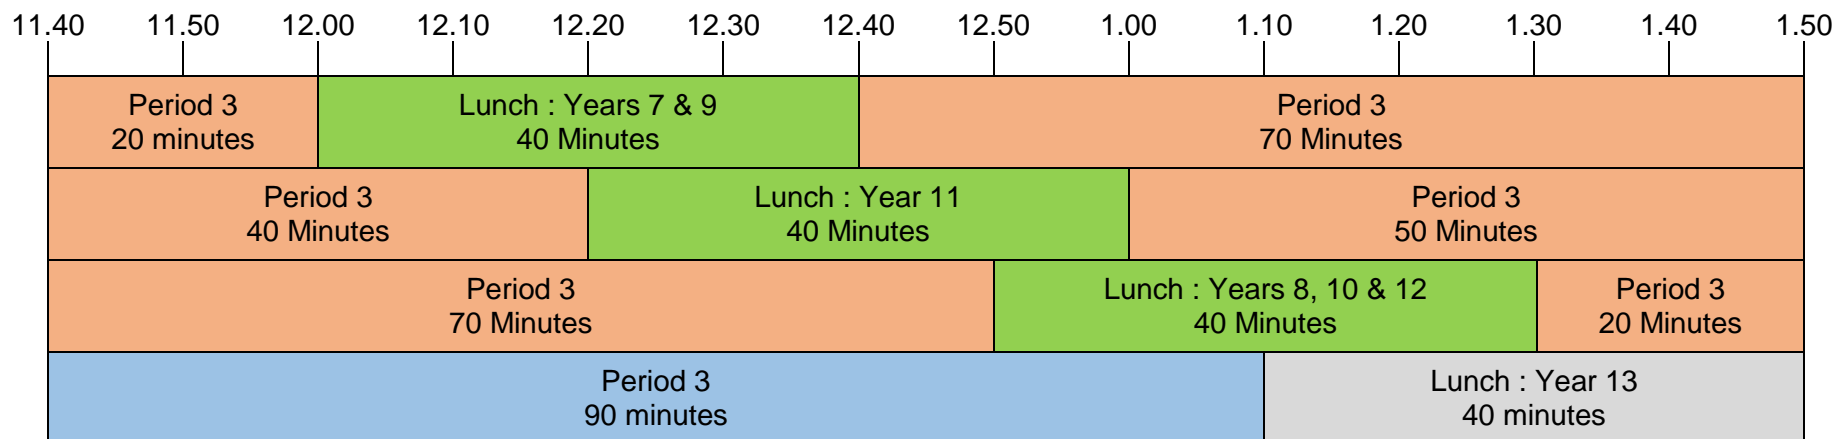 11.40 11.50 12.00 12.10 12.20 12.30 12.40 12.50 1.00 1.10 1.20 1.30 1.40 1.50
Period 3
20 minutes
Lunch : Years 7 & 9
40 Minutes
Period 3
70 Minutes
Period 3
40 Minutes
Lunch : Year 11
40 Minutes
Period 3
50 Minutes
Period 3
70 Minutes
Lunch : Years 8, 10 & 12
40 Minutes
Period 3
20 Minutes
Period 3
90 minutes
Lunch : Year 13
40 minutes